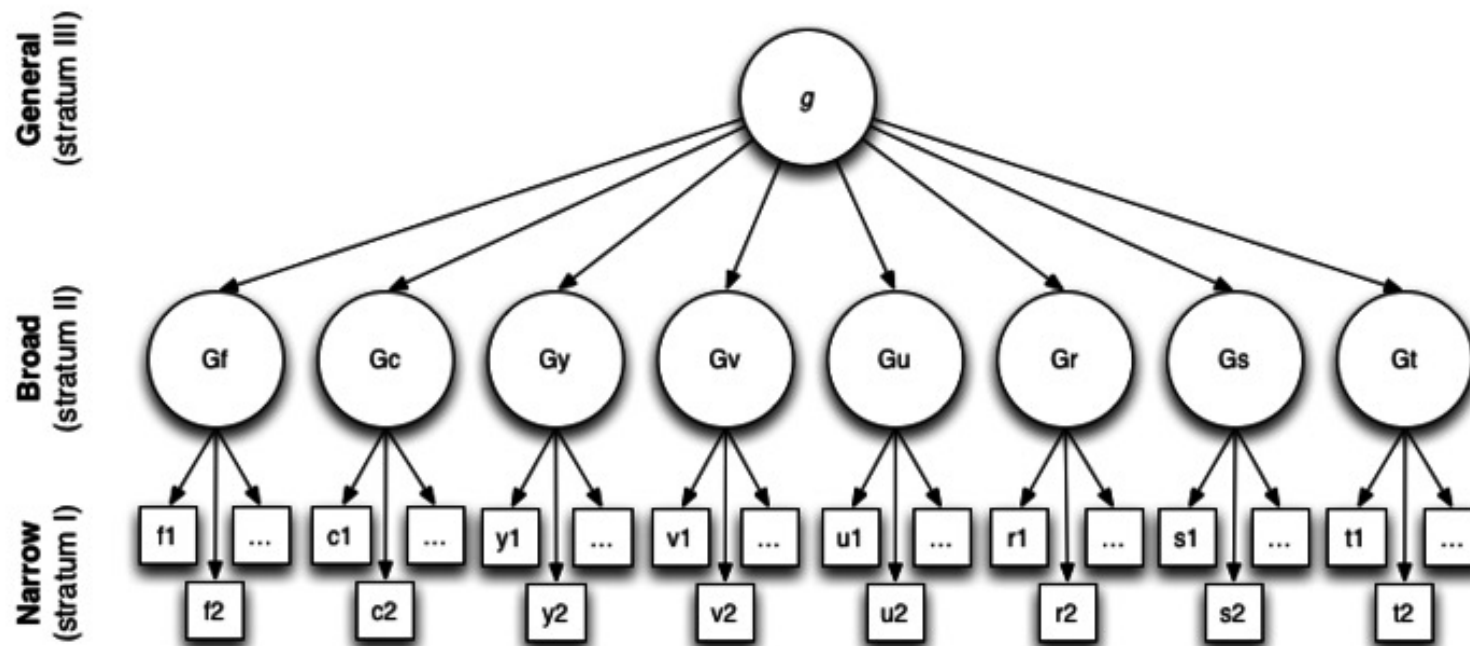 General
(stratum III)
g
Broad
(stratum II)
Gf
Gc
Gy
Gv
Gu
Gr
Gs
Gt
Narrow
(stratum I)
f1
...
c1
...
y1
...
v1
...
u1
...
r1
...
s1
...
t1
...
f2
c2
y2
v2
u2
r2
s2
t2